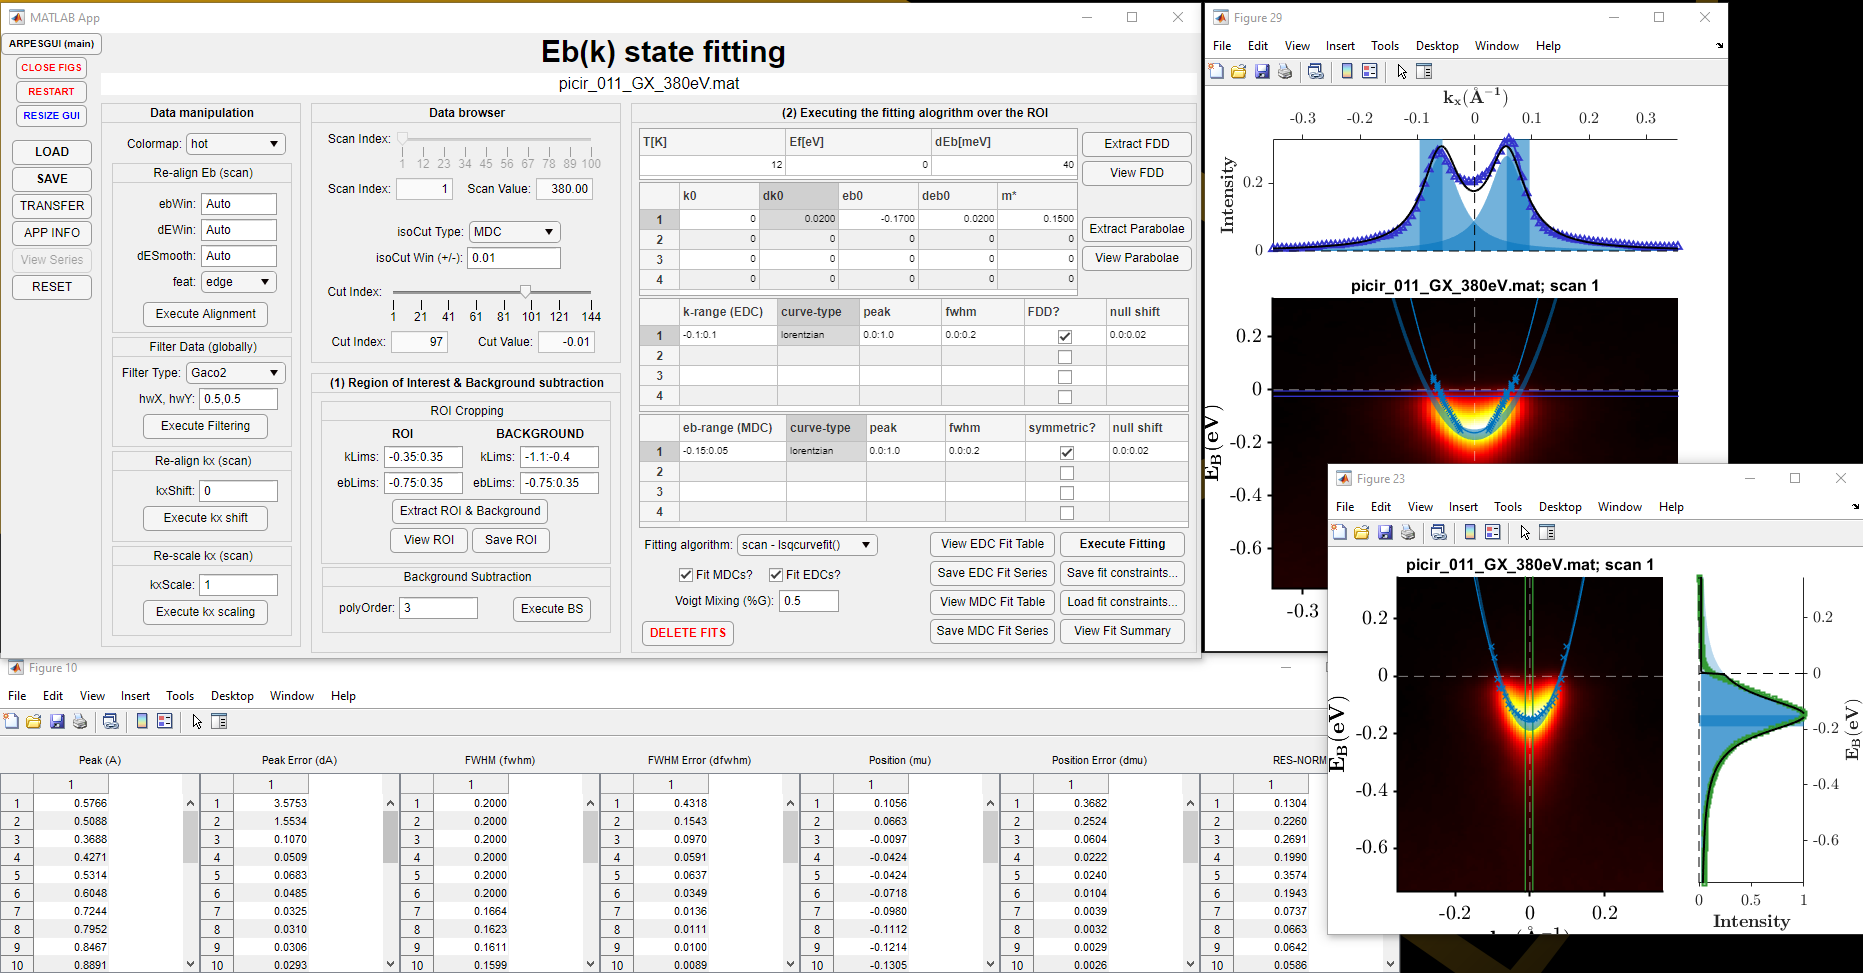 MATLAB App
ARPESGUI (main)
CLOSE FIGS
RESTART
RESIZE GUI
LOAD
SAVE
TRANSFER
APP INFO
View Series
RESET
Eb(k) state fitting
picir_011_GX_380eV.mat
Data manipulation
Colormap: hot
Re-align Eb (scan)
ebWin: Auto
dEWin: Auto
dESmooth: Auto
feat: edge
Execute Alignment
Filter Data (globally)
Filter Type: Gaco2
hwX, hwY: 0.5,0.5
Execute Filtering
Re-align kx (scan)
kxShift: 0
Execute kx shift
Re-scale kx (scan)
kxScale: 1
Execute kx scaling
Data browser
Scan Index:
1 12 23 34 45 56 67 78 89 100
Scan Index: 1 Scan Value: 380.00
isoCut Type: MDC
isoCut Win (+/-): 0.01
Cut Index:
1 21 41 61 81 101 121 144
Cut Index: 97 Cut Value: -0.01
(1) Region of Interest & Background subtraction
ROI Cropping
ROI BACKGROUND
kLims: -0.35:0.35 kLims: -1.1:-0.4
ebLims: -0.75:0.35 ebLims: -0.75:0.35
Extract ROI & Background
View ROI Save ROI
Background Subtraction
polyOrder: 3 Execute BS
(2) Executing the fitting alogrithm over the ROI
T[K] Ef[eV] dEb[meV]
12 0 40
Extract FDD
View FDD
k0 dk0 eb0 deb0 m*
1 0 0.0200 -0.1700 0.0200 0.1500
2 0 0 0 0 0
3 0 0 0 0 0
4 0 0 0 0 0
Extract Parabolae
View Parabolae
k-range (EDC) curve-type peak fwhm FDD? null shift
1 -0.1:0.1 lorentzian 0.0:1.0 0.0:0.2 0.0:0.02
2
3
4
eb-range (MDC) curve-type peak fwhm symmetric? null shift
1 -0.15:0.05 lorentzian 0.0:1.0 0.0:0.2 0.0:0.02
2
3
4
Fitting algorithm: scan - lsqcurvefit()
Fit MDCs? Fit EDCs?
Voigt Mixing (%G): 0.5
DELETE FITS
View EDC Fit Table Execute Fitting
Save EDC Fit Series Save fit constraints...
View MDC Fit Table Load fit constraints...
Save MDC Fit Series View Fit Summary
Figure 29
File Edit View Insert Tools Desktop Window Help
kx(Å−1)
-0.3 -0.2 -0.1 0 0.1 0.2 0.3
Intensity
0.2
0
picir_011_GX_380eV.mat; scan 1
0.2
0
-0.2
-0.4
-0.6
EB(eV)
-0.3
Figure 23
File Edit View Insert Tools Desktop Window Help
picir_011_GX_380eV.mat; scan 1
0.2
0
-0.2
-0.4
-0.6
EB(eV)
-0.2 0 0.2
0.2
0
-0.2
-0.4
-0.6
EB(eV)
0 0.5 1
Intensity
Figure 10
File Edit View Insert Tools Desktop Window Help
Peak (A) Peak Error (dA) FWHM (fwhm) FWHM Error (dfwhm) Position (mu) Position Error (dmu) RES-NORM
1 1 1 1 1 1 1
1 0.5766 1 3.5753 1 0.2000 1 0.4318 1 0.1056 1 0.3682 1 0.1304
2 0.5088 2 1.5534 2 0.2000 2 0.1543 2 0.0663 2 0.2524 2 0.2260
3 0.3688 3 0.1070 3 0.2000 3 0.0970 3 -0.0097 3 0.0604 3 0.2691
4 0.4271 4 0.0509 4 0.2000 4 0.0591 4 -0.0424 4 0.0222 4 0.1990
5 0.5314 5 0.0683 5 0.2000 5 0.0637 5 -0.0424 5 0.0240 5 0.3574
6 0.6048 6 0.0485 6 0.2000 6 0.0349 6 -0.0718 6 0.0104 6 0.1943
7 0.7244 7 0.0325 7 0.1664 7 0.0136 7 -0.0980 7 0.0039 7 0.0737
8 0.7952 8 0.0310 8 0.1623 8 0.0111 8 -0.1112 8 0.0032 8 0.0663
9 0.8467 9 0.0306 9 0.1611 9 0.0100 9 -0.1214 9 0.0029 9 0.0642
10 0.8891 10 0.0293 10 0.1599 10 0.0089 10 -0.1305 10 0.0026 10 0.0586